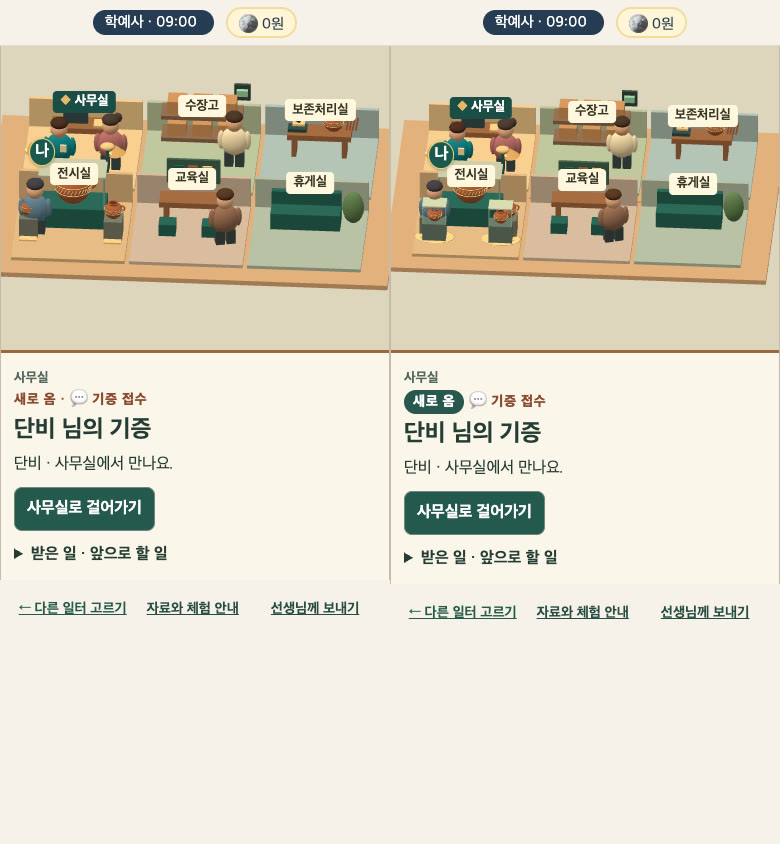 학예사 · 09:00
0원
사무실
수장고
보존처리실
나
전시실
교육실
휴게실
사무실
새로 옴 · 💬 기증 접수
단비 님의 기증
단비 · 사무실에서 만나요.
사무실로 걸어가기
▶ 받은 일 · 앞으로 할 일
← 다른 일터 고르기
자료와 체험 안내
선생님께 보내기
학예사 · 09:00
0원
사무실
수장고
보존처리실
나
전시실
교육실
휴게실
사무실
새로 옴 💬 기증 접수
단비 님의 기증
단비 · 사무실에서 만나요.
사무실로 걸어가기
▶ 받은 일 · 앞으로 할 일
← 다른 일터 고르기
자료와 체험 안내
선생님께 보내기